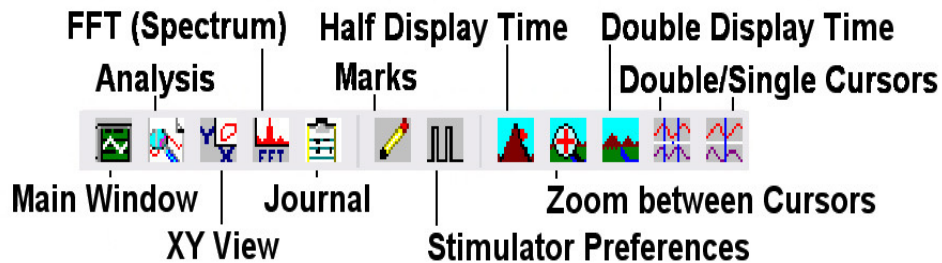 FFT (Spectrum) Half Display Time Double Display Time
Analysis Marks Double/Single Cursors
Y X FFT
Main Window Journal Zoom between Cursors
XY View Stimulator Preferences